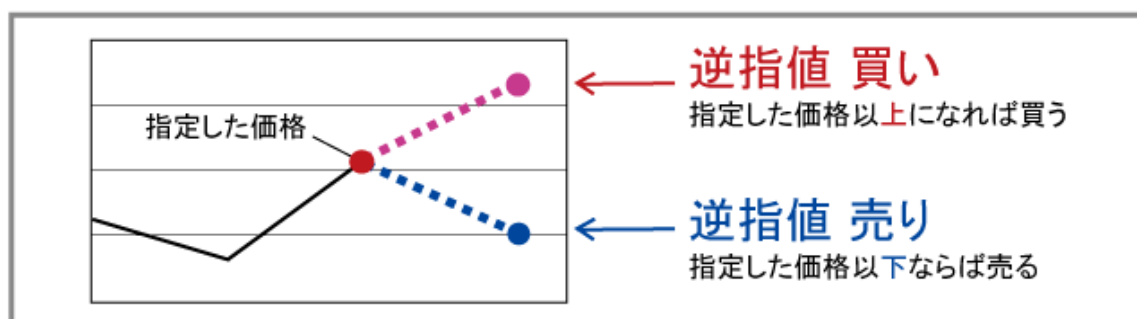 逆指値 買い
指定した価格以上になれば買う
指定した価格
逆指値 売り
指定した価格以下ならば売る